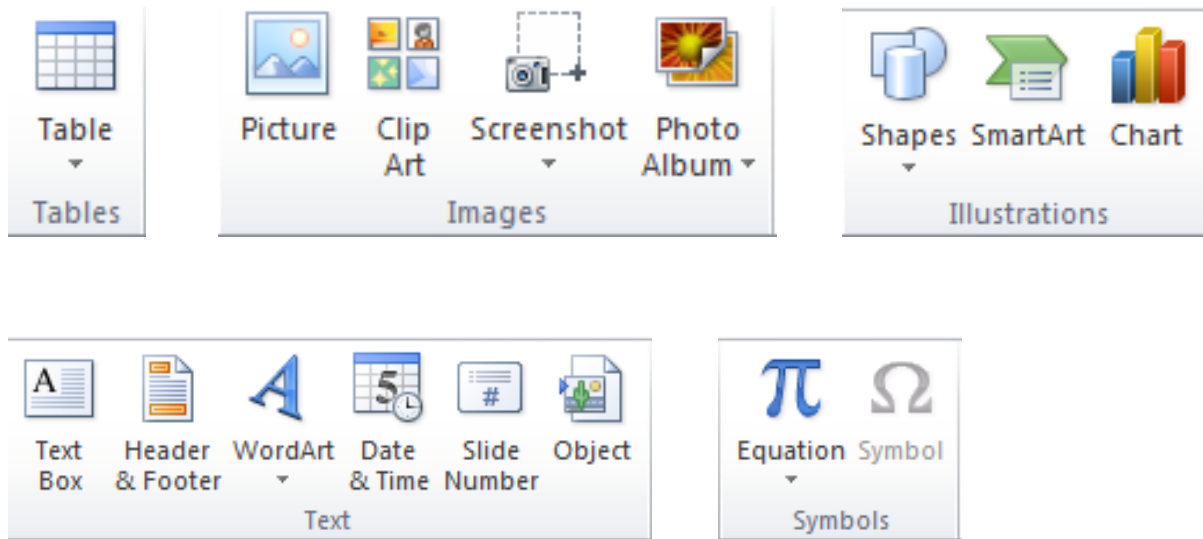 Table
Tables
Picture
Clip
Art
Screenshot
Photo
Album
Images
Shapes
SmartArt
Chart
Illustrations
A
Text
Box
Header
& Footer
A
WordArt
5
Date
& Time
#
Slide
Number
Object
Text
π
Equation
Ω
Symbol
Symbols